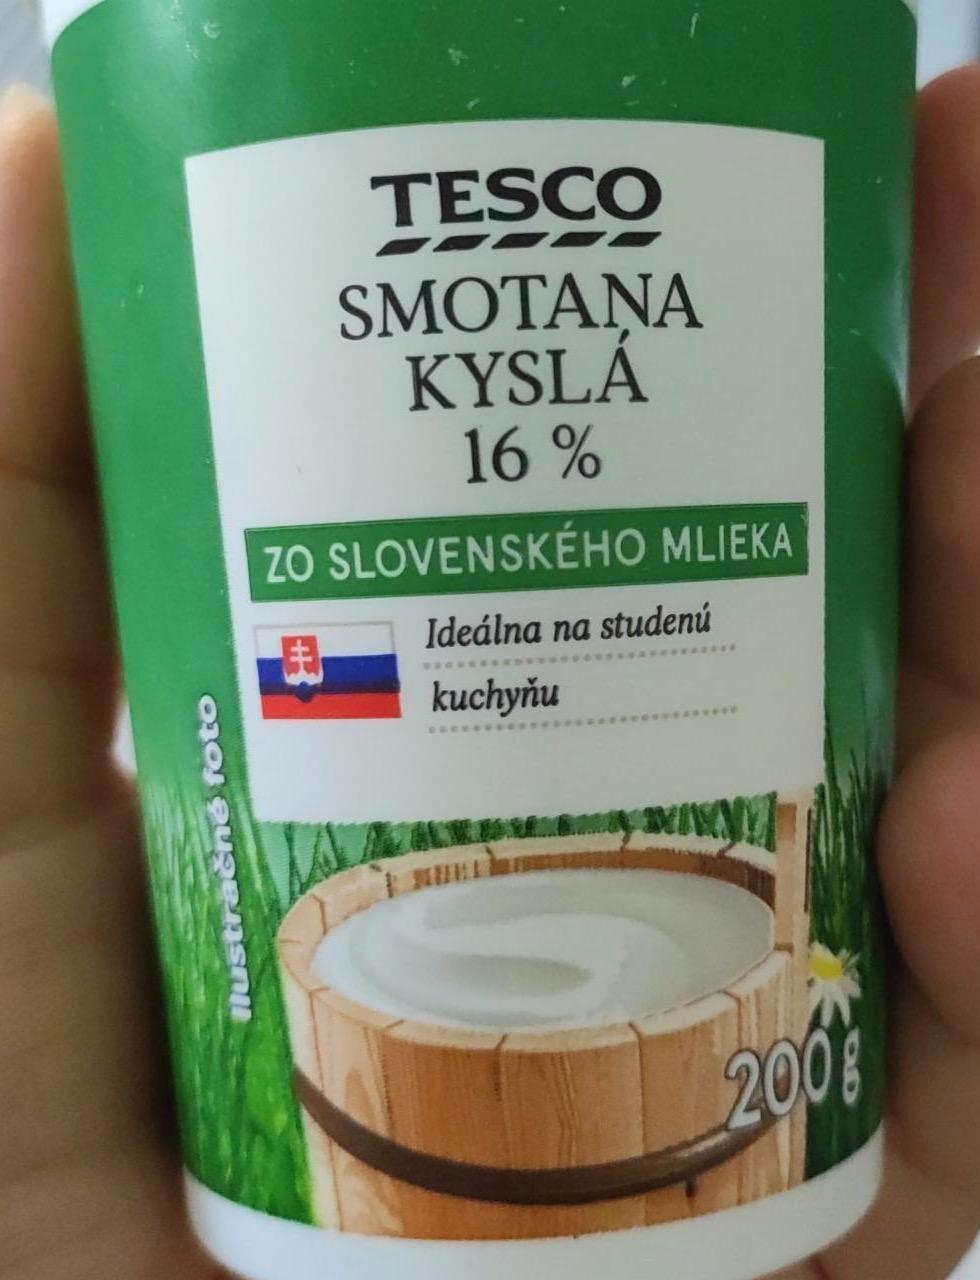 TESCO
SMOTANA
KYSLÁ
16 %
ZO SLOVENSKÉHO MLIEKA
Ideálna na studenú
kuchyňu
Ilustračné foto
200 g